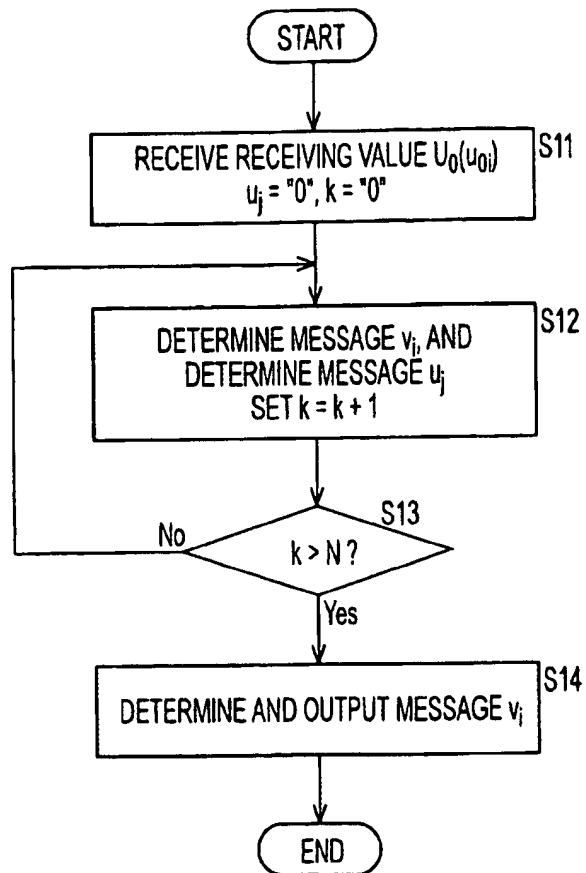 START
RECEIVE RECEIVING VALUE U₀(u₀ᵢ)
uⱼ = "0", k = "0"
S11
DETERMINE MESSAGE vᵢ, AND
DETERMINE MESSAGE uⱼ
SET k = k + 1
S12
S13
No
k > N ?
Yes
S14
DETERMINE AND OUTPUT MESSAGE vᵢ
END